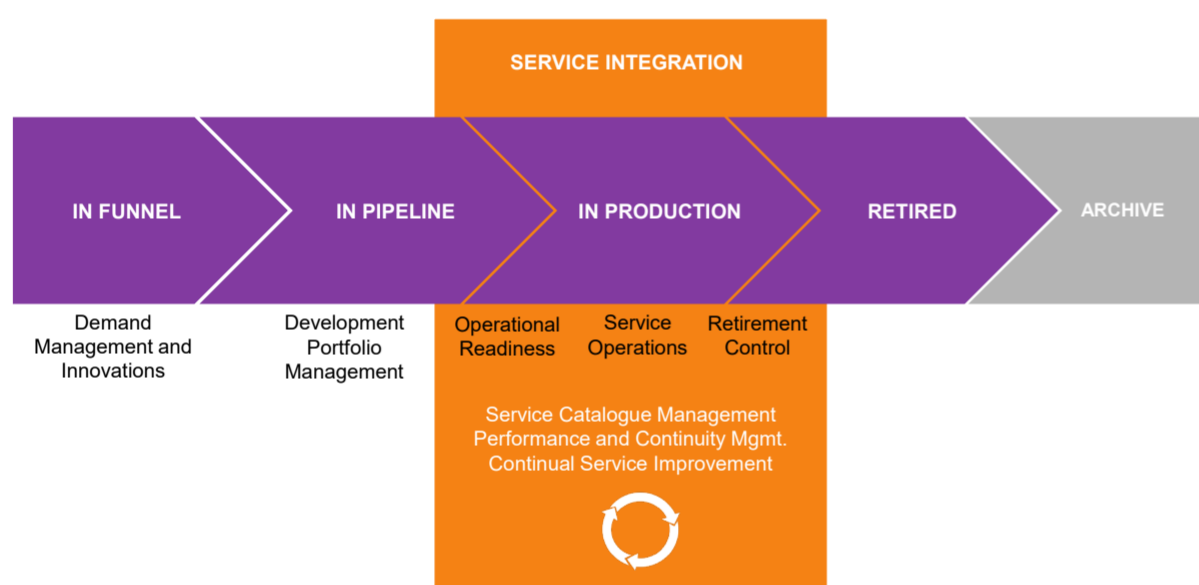 SERVICE INTEGRATION
IN FUNNEL
IN PIPELINE
IN PRODUCTION
RETIRED
ARCHIVE
Demand
Management and
Innovations
Development
Portfolio
Management
Operational
Readiness
Service
Operations
Retirement
Control
Service Catalogue Management
Performance and Continuity Mgmt.
Continual Service Improvement